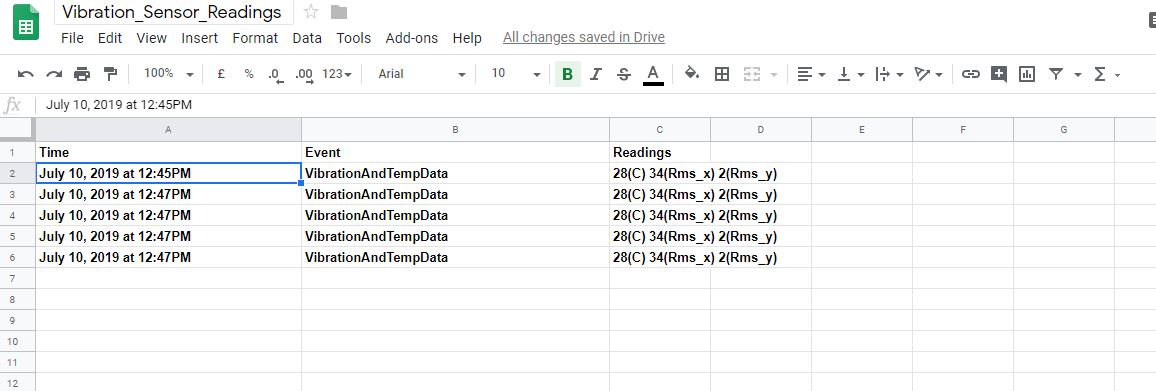 Vibration_Sensor_Readings
File Edit View Insert Format Data Tools Add-ons Help All changes saved in Drive
100% £ % .0 .00 123 Arial 10 B I S A Σ
fx July 10, 2019 at 12:45PM
A B C D E F G
1 Time Event Readings
2 July 10, 2019 at 12:45PM VibrationAndTempData 28(C) 34(Rms_x) 2(Rms_y)
3 July 10, 2019 at 12:47PM VibrationAndTempData 28(C) 34(Rms_x) 2(Rms_y)
4 July 10, 2019 at 12:47PM VibrationAndTempData 28(C) 34(Rms_x) 2(Rms_y)
5 July 10, 2019 at 12:47PM VibrationAndTempData 28(C) 34(Rms_x) 2(Rms_y)
6 July 10, 2019 at 12:47PM VibrationAndTempData 28(C) 34(Rms_x) 2(Rms_y)
7
8
9
10
11
12